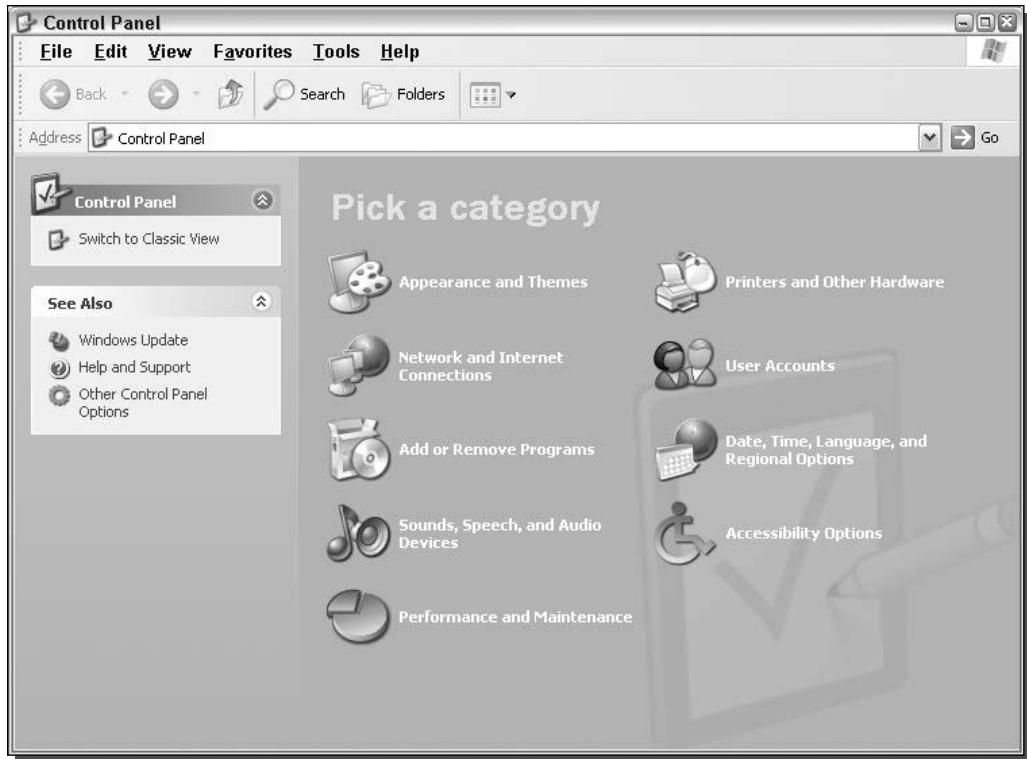 Control Panel
File Edit View Favorites Tools Help
Back Search Folders
Address Control Panel Go
Control Panel
Switch to Classic View
See Also
Windows Update
Help and Support
Other Control Panel
Options
Pick a category
Appearance and Themes
Printers and Other Hardware
Network and Internet
Connections
User Accounts
Add or Remove Programs
Date, Time, Language, and
Regional Options
Sounds, Speech, and Audio
Devices
Accessibility Options
Performance and Maintenance